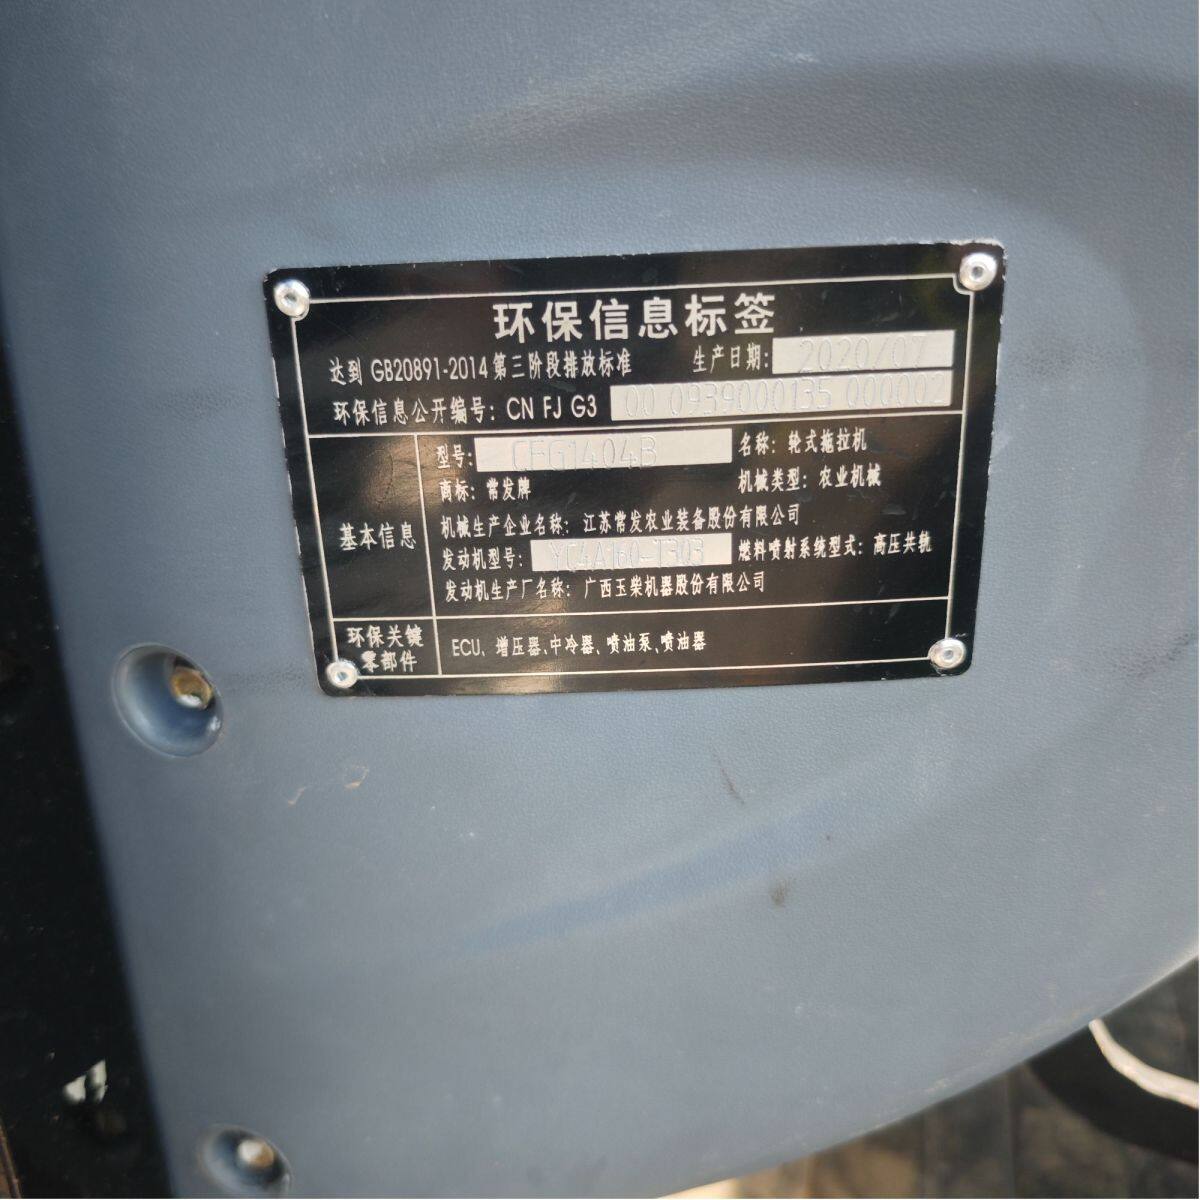 环保信息标签
达到 GB20891-2014 第三阶段排放标准 生产日期: 2020/07
环保信息公开编号: CN FJ G3 00 0939000135 000002
型号: CFG1404B 名称: 轮式拖拉机
商标: 常发牌 机械类型: 农业机械
基本信息
机械生产企业名称: 江苏常发农业装备股份有限公司
发动机型号: YC4A160-T303 燃料喷射系统型式: 高压共轨
发动机生产厂名称: 广西玉柴机器股份有限公司
环保关键
零部件
ECU、增压器、中冷器、喷油泵、喷油器